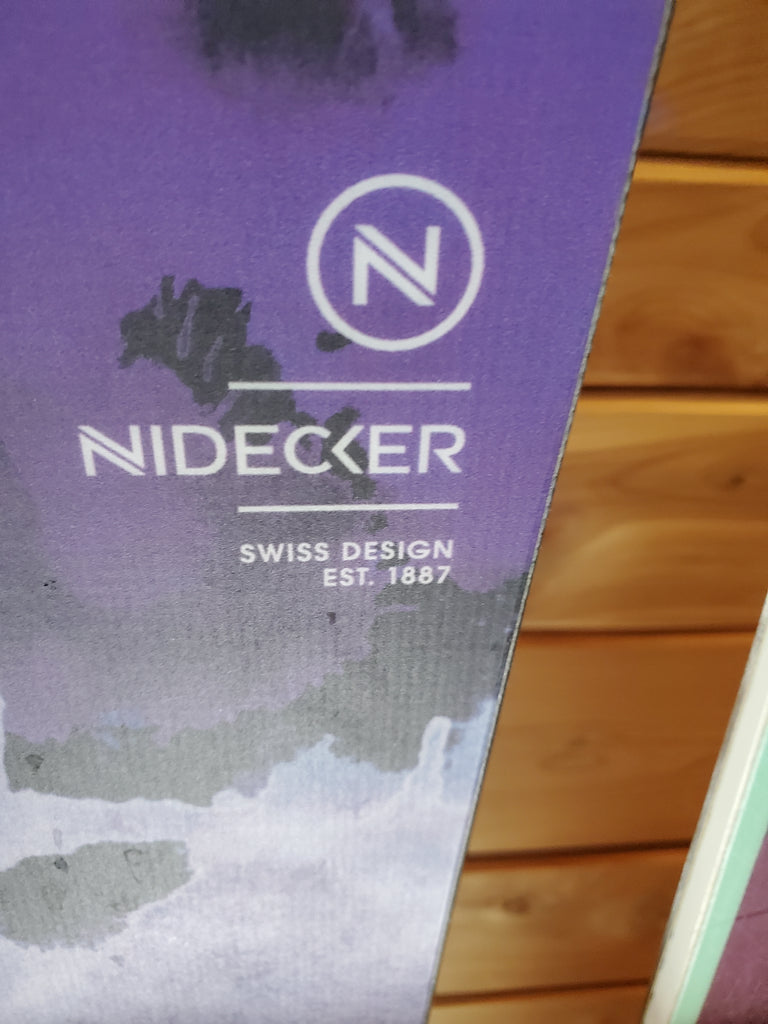 N
NIDECKER
SWISS DESIGN
EST. 1887